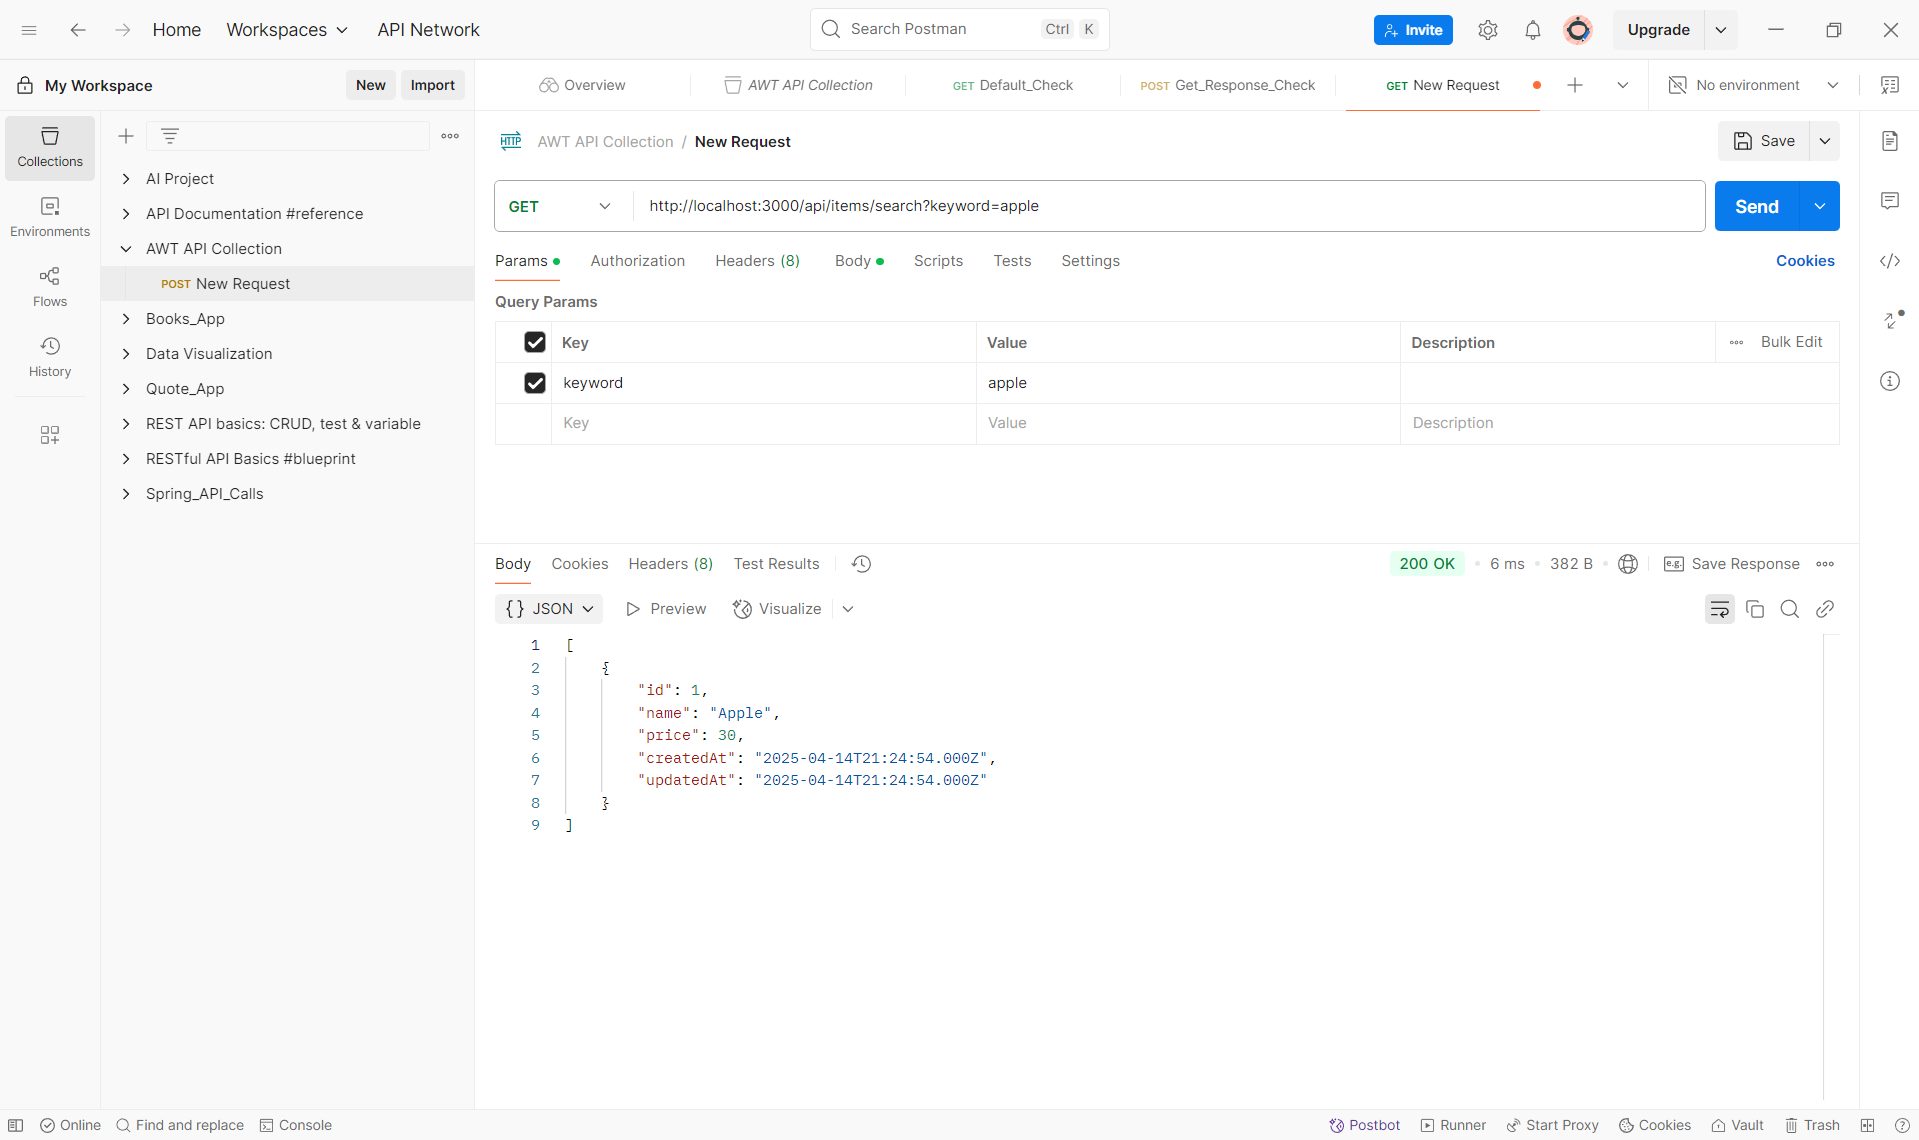 Home
Workspaces
API Network
Search Postman
Ctrl K
Invite
Upgrade
My Workspace
New
Import
Overview
AWT API Collection
GET Default_Check
POST Get_Response_Check
GET New Request
No environment
Collections
Environments
Flows
History
AI Project
API Documentation #reference
AWT API Collection
POST New Request
Books_App
Data Visualization
Quote_App
REST API basics: CRUD, test & variable
RESTful API Basics #blueprint
Spring_API_Calls
HTTP AWT API Collection / New Request
Save
GET
http://localhost:3000/api/items/search?keyword=apple
Send
Params
Authorization
Headers (8)
Body
Scripts
Tests
Settings
Cookies
Query Params
Key Value Description Bulk Edit
keyword apple
Key Value Description
Body
Cookies
Headers (8)
Test Results
200 OK
6 ms
382 B
e.g. Save Response
{} JSON
Preview
Visualize
1 [
2 {
3 "id": 1,
4 "name": "Apple",
5 "price": 30,
6 "createdAt": "2025-04-14T21:24:54.000Z",
7 "updatedAt": "2025-04-14T21:24:54.000Z"
8 }
9 ]
Online
Find and replace
Console
Postbot
Runner
Start Proxy
Cookies
Vault
Trash